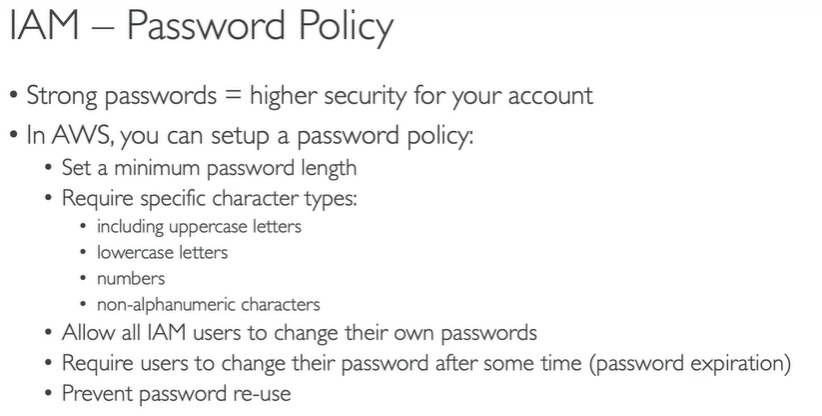 IAM – Password Policy
• Strong passwords = higher security for your account
• In AWS, you can setup a password policy:
• Set a minimum password length
• Require specific character types:
• including uppercase letters
• lowercase letters
• numbers
• non-alphanumeric characters
• Allow all IAM users to change their own passwords
• Require users to change their password after some time (password expiration)
• Prevent password re-use